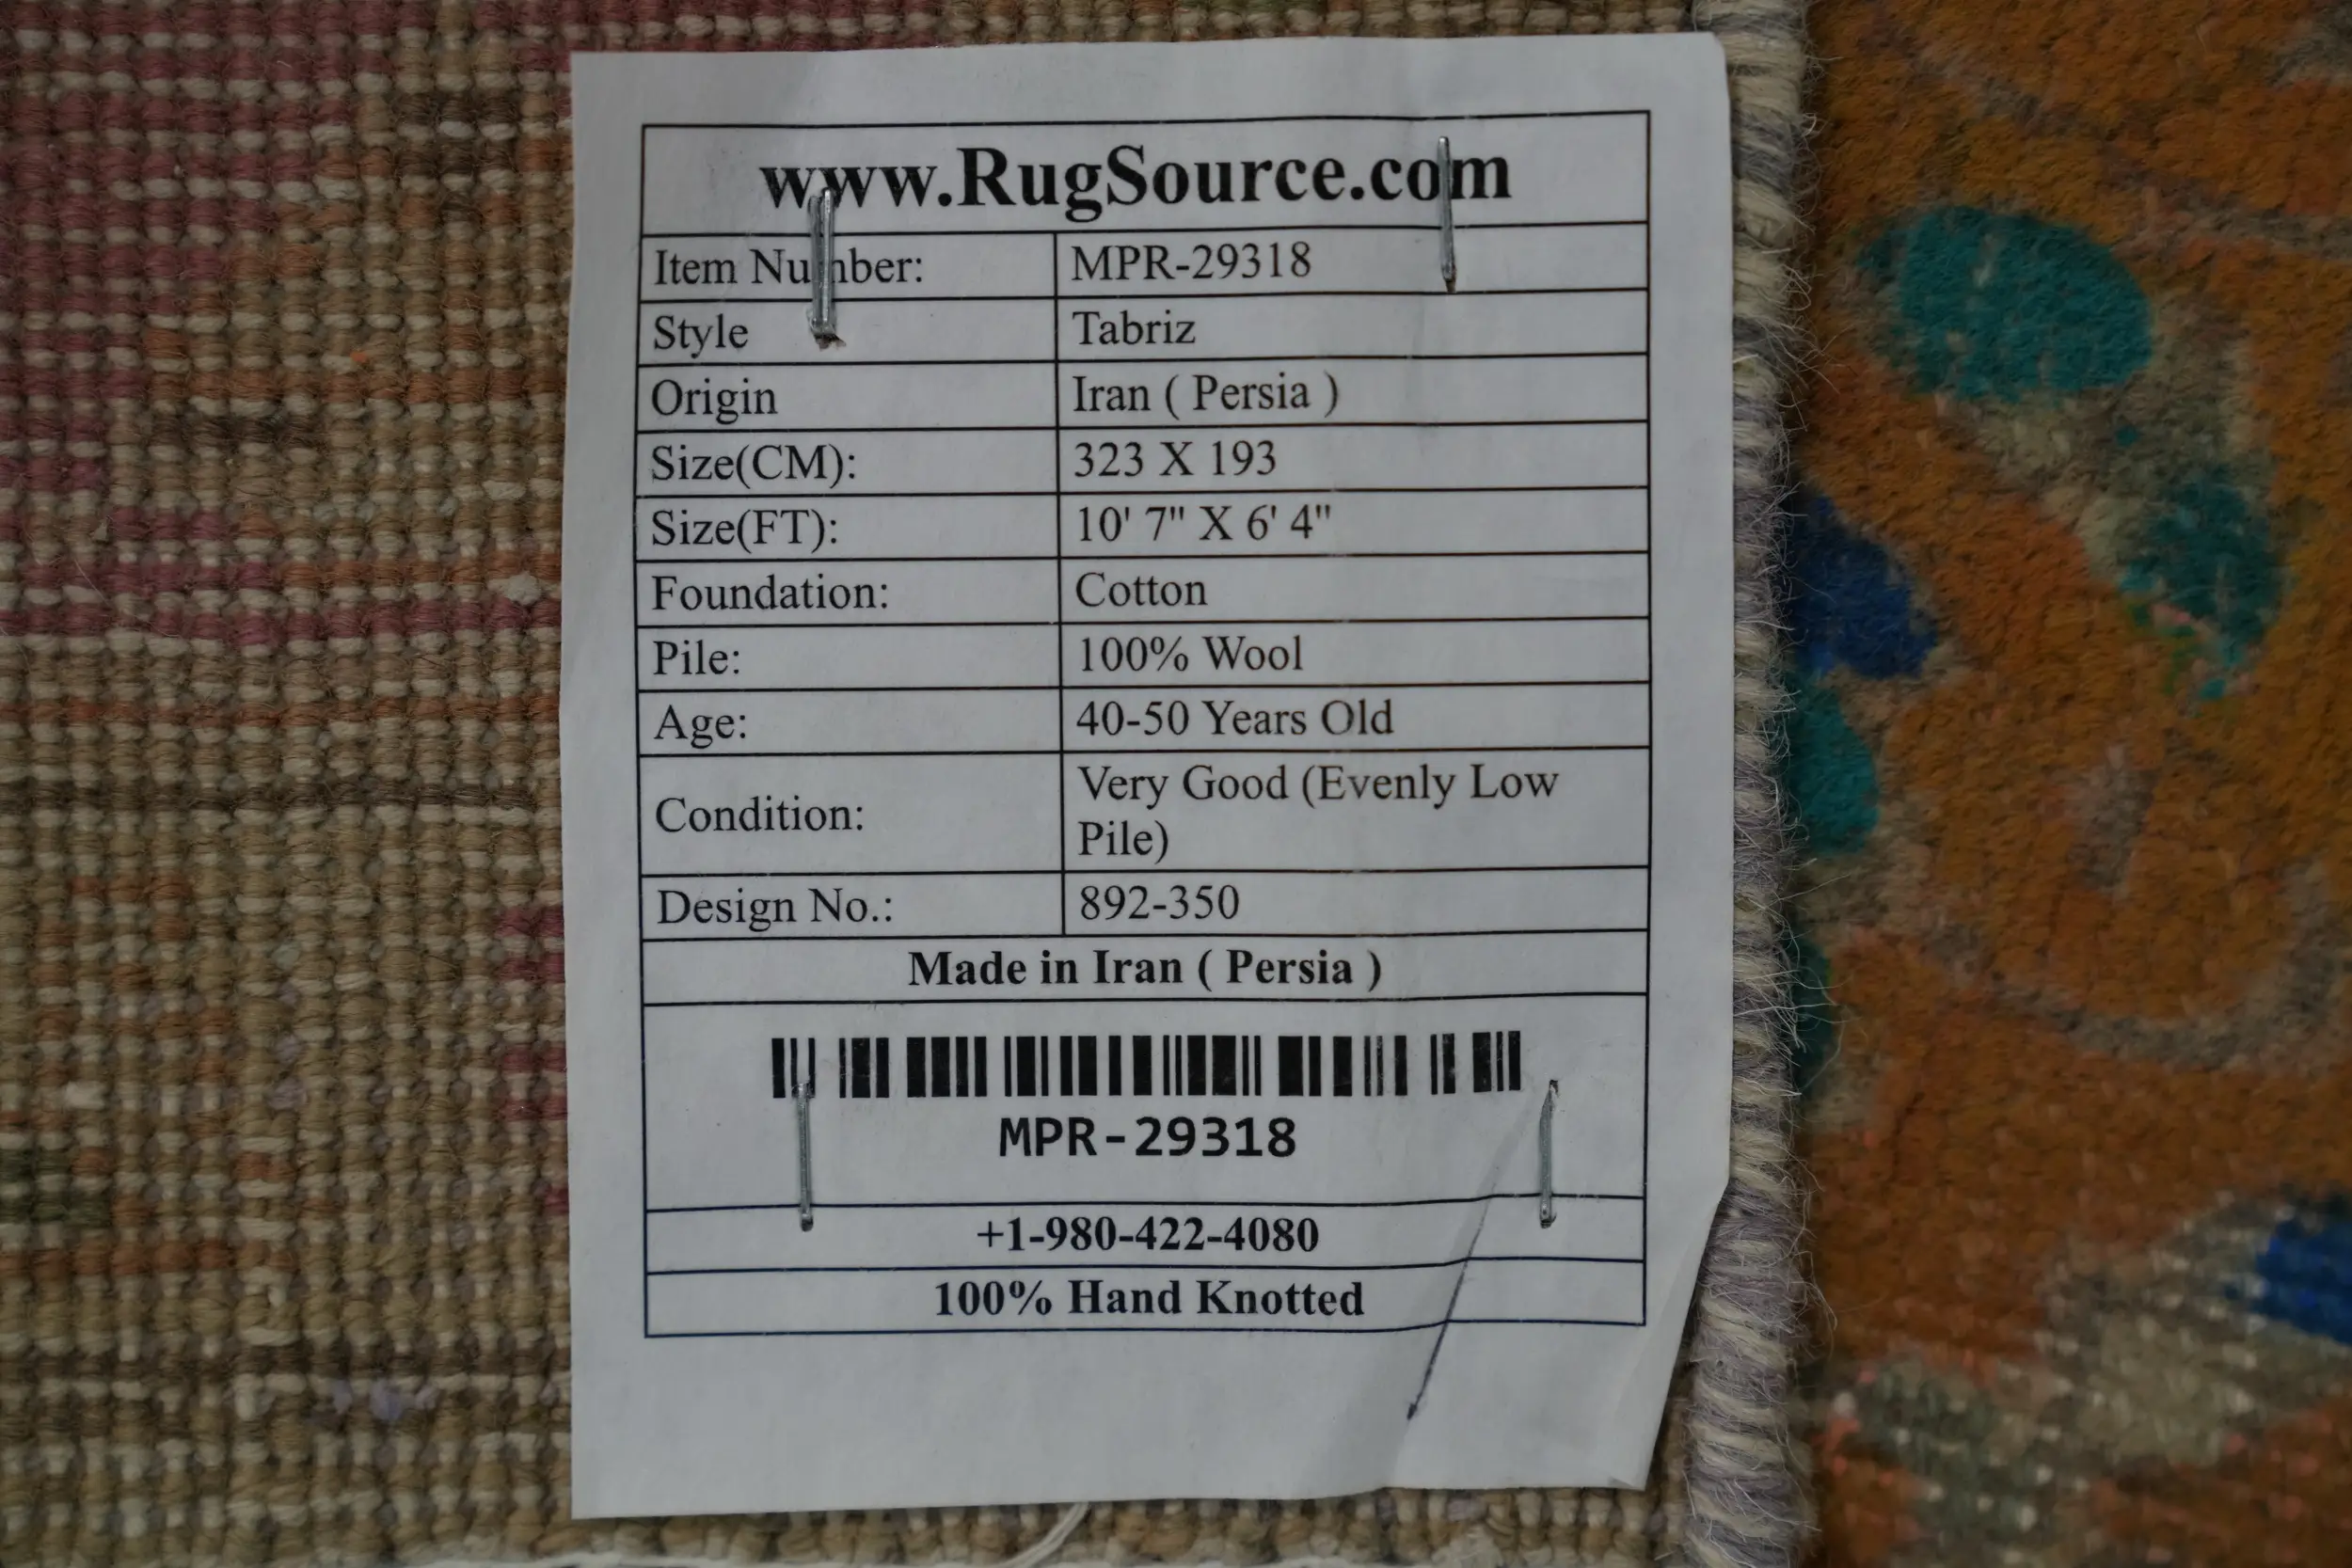 www.RugSource.com
Item Number: MPR-29318
Style Tabriz
Origin Iran ( Persia )
Size(CM): 323 X 193
Size(FT): 10' 7" X 6' 4"
Foundation: Cotton
Pile: 100% Wool
Age: 40-50 Years Old
Condition: Very Good (Evenly Low
Pile)
Design No.: 892-350
Made in Iran ( Persia )
MPR-29318
+1-980-422-4080
100% Hand Knotted